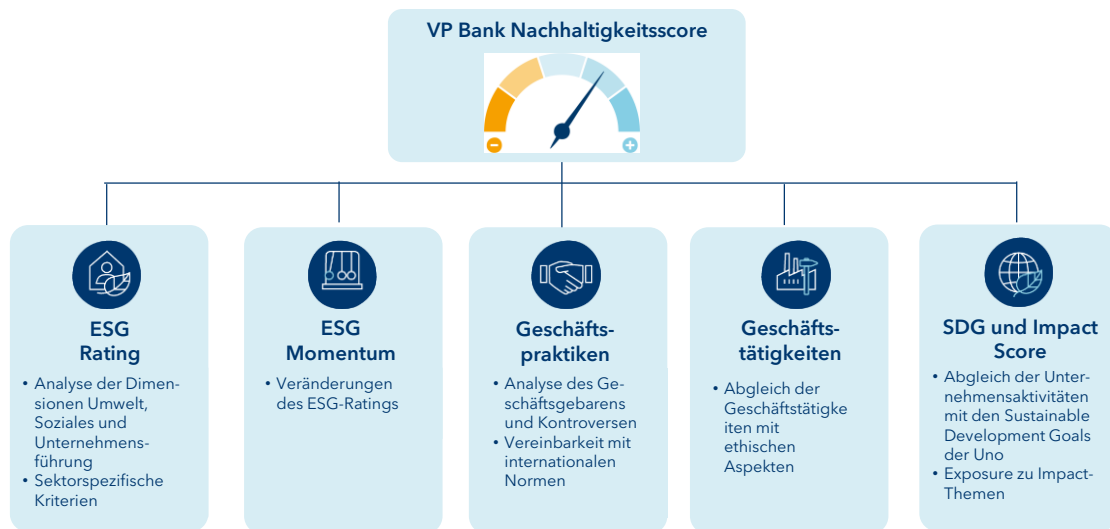 VP Bank Nachhaltigkeitsscore
ESG
Rating
• Analyse der Dimen-
sionen Umwelt,
Soziales und
Unternehmens-
führung
• Sektorspezifische
Kriterien
ESG
Momentum
• Veränderungen
des ESG-Ratings
Geschäfts-
praktiken
• Analyse des Ge-
schäftsgebarens
und Kontroversen
• Vereinbarkeit mit
internationalen
Normen
Geschäfts-
tätigkeiten
• Abgleich der
Geschäftstätigke
iten mit
ethischen
Aspekten
SDG und Impact
Score
• Abgleich der Unter-
nehmensaktivitäten
mit den Sustainable
Development Goals
der Uno
• Exposure zu Impact-
Themen